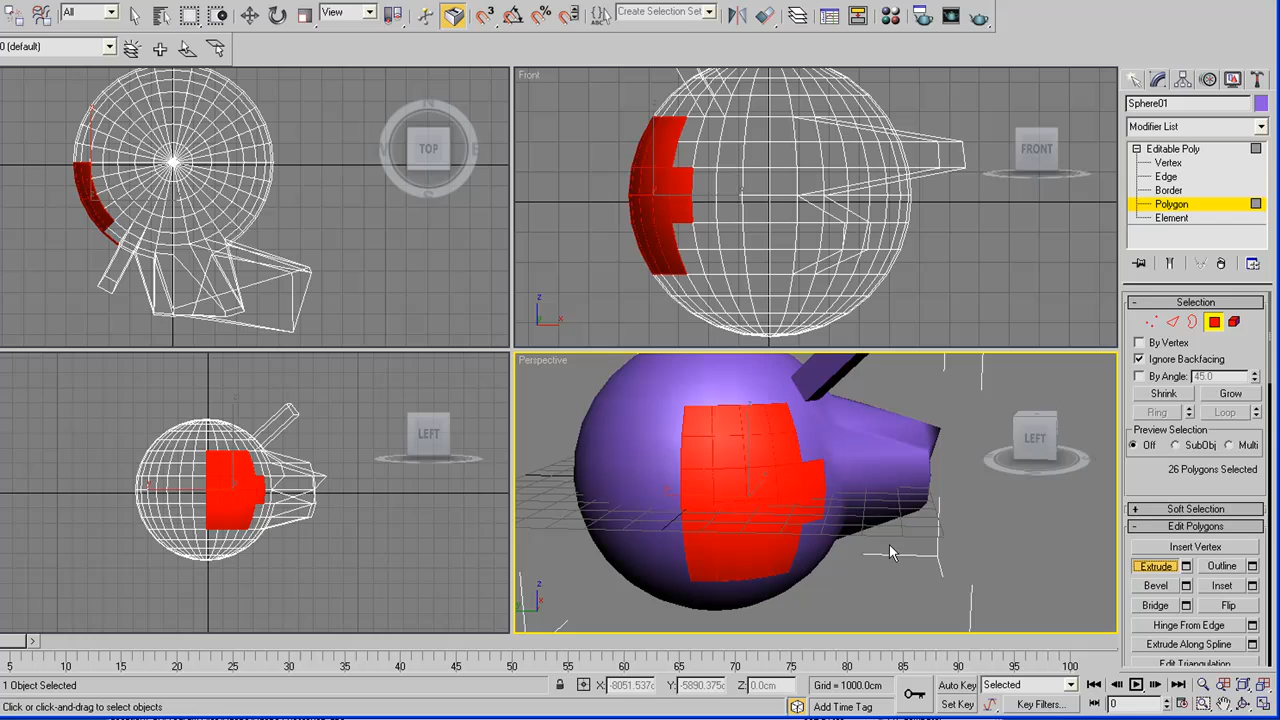 All
View
3
Create Selection Set
0 (default)
TOP
N
S
E
Front
FRONT
z
x
LEFT
Perspective
LEFT
z
x
Sphere01
Modifier List
Editable Poly
Vertex
Edge
Border
Polygon
Element
- Selection
By Vertex
Ignore Backfacing
By Angle: 45.0
Shrink Grow
Ring Loop
Preview Selection
Off SubObj Multi
26 Polygons Selected
+ Soft Selection
- Edit Polygons
Insert Vertex
Extrude Outline
Bevel Inset
Bridge Flip
Hinge From Edge
Extrude Along Spline
Edit Triangulation
5 10 15 20 25 30 35 40 45 50 55 60 65 70 75 80 85 90 95 100
1 Object Selected X: -8051.537c Y: -5890.375c Z: 0.0cm Grid = 1000.0cm Auto Key Selected
Click or click-and-drag to select objects Add Time Tag Set Key Key Filters... 0